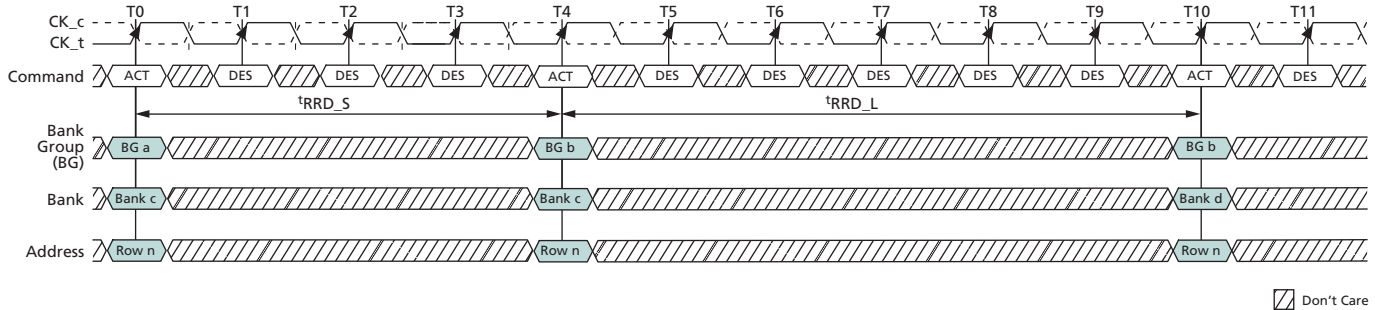 T0 T1 T2 T3 T4 T5 T6 T7 T8 T9 T10 T11
CK_c
CK_t
Command ACT DES DES DES ACT DES DES DES DES DES ACT DES
tRRD_S tRRD_L
Bank
Group
(BG)
BG a BG b BG b
Bank Bank c Bank c Bank d
Address Row n Row n Row n
Don't Care